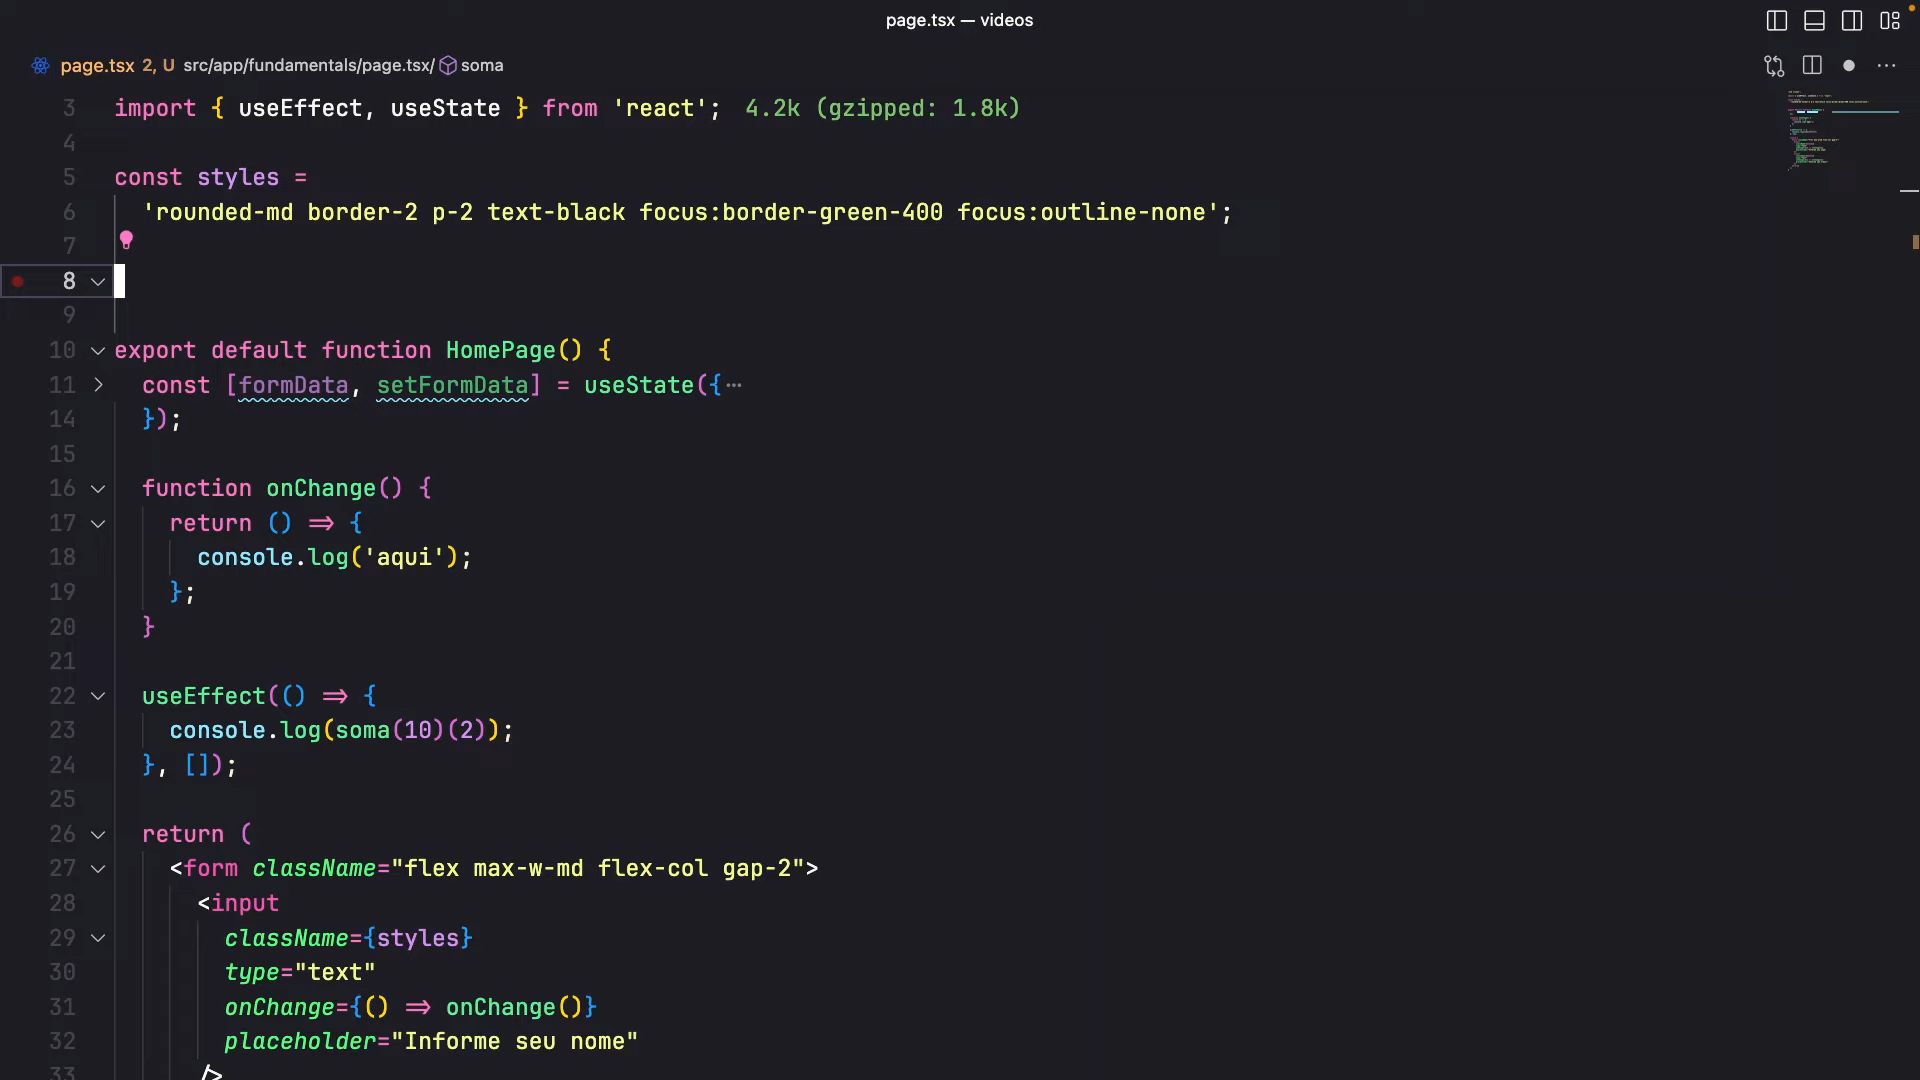 page.tsx — videos
page.tsx 2, U src/app/fundamentals/page.tsx/ soma
3 import { useEffect, useState } from 'react'; 4.2k (gzipped: 1.8k)
4
5 const styles =
6 'rounded-md border-2 p-2 text-black focus:border-green-400 focus:outline-none';
7
8
9
10 export default function HomePage() {
11 const [formData, setFormData] = useState({⋯
14 });
15
16 function onChange() {
17 return () => {
18 console.log('aqui');
19 };
20 }
21
22 useEffect(() => {
23 console.log(soma(10)(2));
24 }, []);
25
26 return (
27 <form className="flex max-w-md flex-col gap-2">
28 <input
29 className={styles}
30 type="text"
31 onChange={() => onChange()}
32 placeholder="Informe seu nome"
33 />